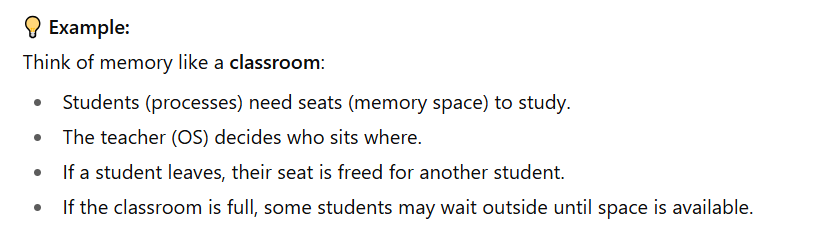 💡 Example:
Think of memory like a classroom:
• Students (processes) need seats (memory space) to study.
• The teacher (OS) decides who sits where.
• If a student leaves, their seat is freed for another student.
• If the classroom is full, some students may wait outside until space is available.